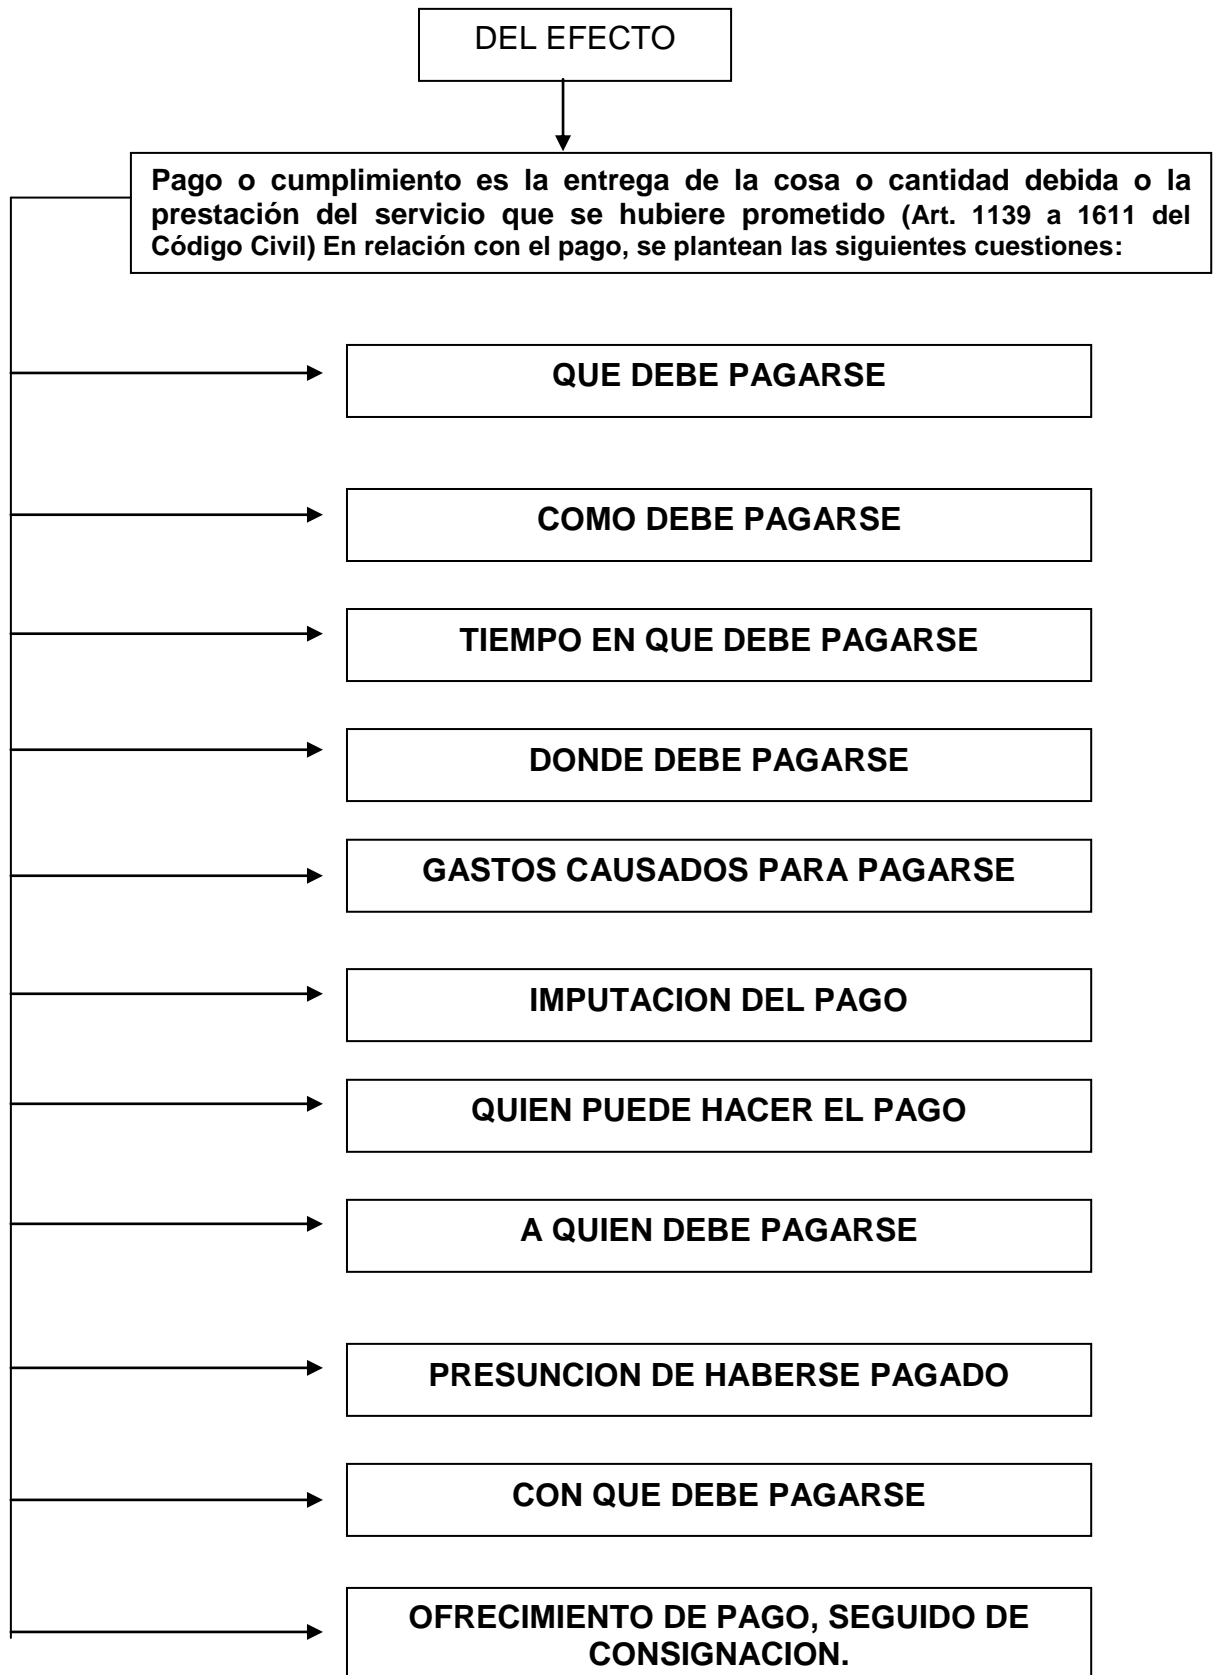 DEL EFECTO
Pago o cumplimiento es la entrega de la cosa o cantidad debida o la
prestación del servicio que se hubiere prometido (Art. 1139 a 1611 del
Código Civil) En relación con el pago, se plantean las siguientes cuestiones:
QUE DEBE PAGARSE
COMO DEBE PAGARSE
TIEMPO EN QUE DEBE PAGARSE
DONDE DEBE PAGARSE
GASTOS CAUSADOS PARA PAGARSE
IMPUTACION DEL PAGO
QUIEN PUEDE HACER EL PAGO
A QUIEN DEBE PAGARSE
PRESUNCION DE HABERSE PAGADO
CON QUE DEBE PAGARSE
OFRECIMIENTO DE PAGO, SEGUIDO DE
CONSIGNACION.